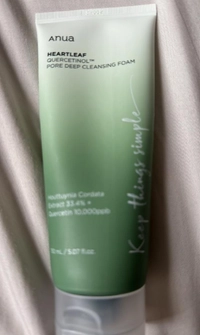 ANUA
HEARTLEAF
QUERCETINOL™
PORE DEEP CLEANSING FOAM
Keep things simple
Houttuynia Cordata
Extract 33.4% +
Quercetin 10,000ppb
150 mL / 5.07 fl.oz.